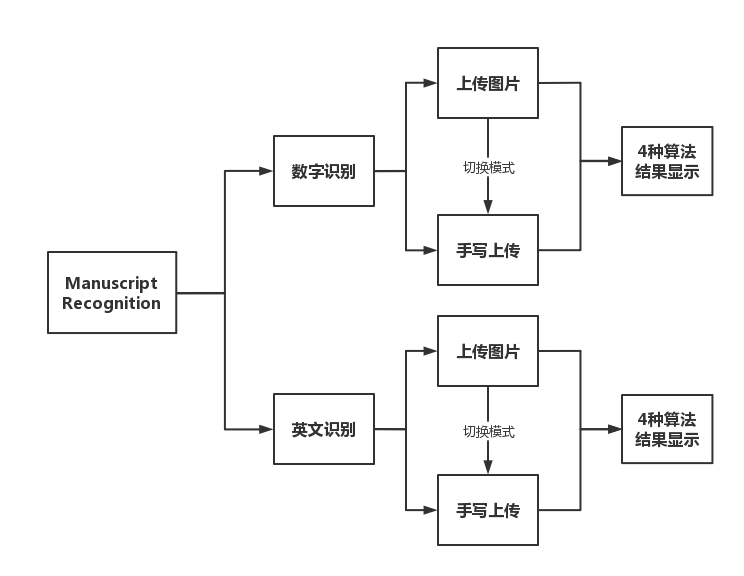 Manuscript
Recognition
数字识别
上传图片
切换模式
手写上传
4种算法
结果显示
英文识别
上传图片
切换模式
手写上传
4种算法
结果显示